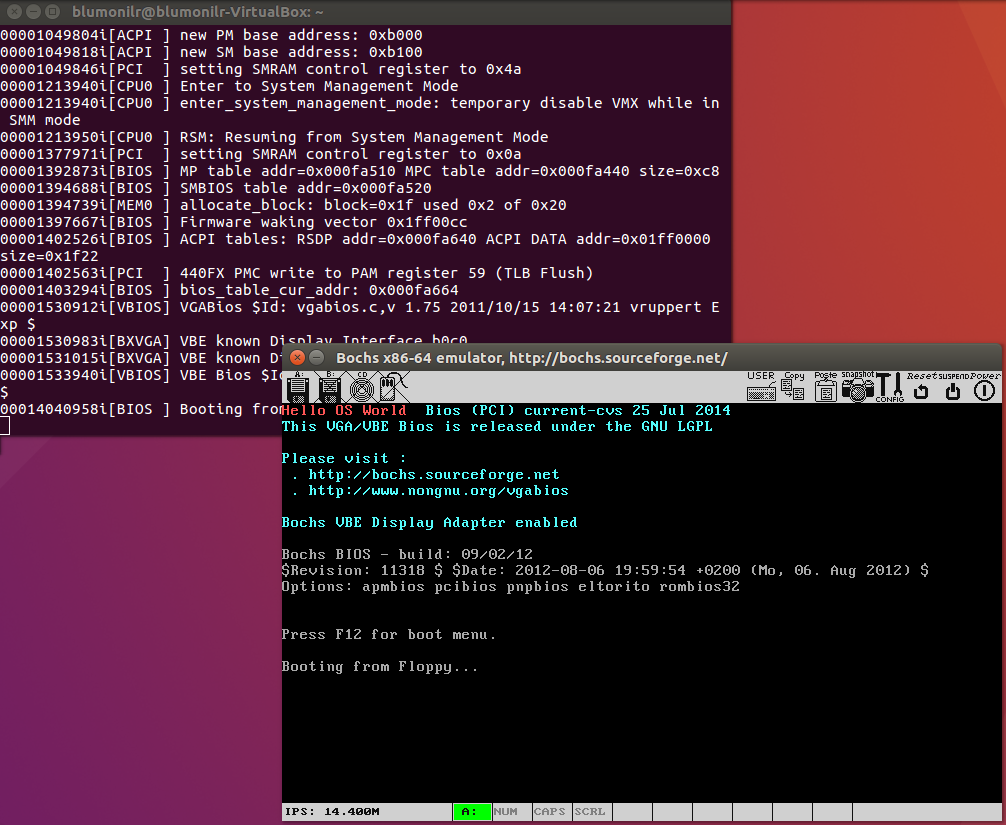 blumonilr@blumonilr-VirtualBox: ~
00001049804i[ACPI ] new PM base address: 0xb000
00001049818i[ACPI ] new SM base address: 0xb100
00001049846i[PCI  ] setting SMRAM control register to 0x4a
00001213940i[CPU0 ] Enter to System Management Mode
00001213940i[CPU0 ] enter_system_management_mode: temporary disable VMX while in
 SMM mode
00001213950i[CPU0 ] RSM: Resuming from System Management Mode
00001377971i[PCI  ] setting SMRAM control register to 0x0a
00001392873i[BIOS ] MP table addr=0x000fa510 MPC table addr=0x000fa440 size=0xc8
00001394688i[BIOS ] SMBIOS table addr=0x000fa520
00001394739i[MEM0 ] allocate_block: block=0x1f used 0x2 of 0x20
00001397667i[BIOS ] Firmware waking vector 0x1ff00cc
00001402526i[BIOS ] ACPI tables: RSDP addr=0x000fa640 ACPI DATA addr=0x01ff0000
size=0x1f22
00001402563i[PCI  ] 440FX PMC write to PAM register 59 (TLB Flush)
00001403294i[BIOS ] bios_table_cur_addr: 0x000fa664
00001530912i[VBIOS] VGABios $Id: vgabios.c,v 1.75 2011/10/15 14:07:21 vruppert E
xp $
00001530983i[BXVGA] VBE known Display Interface b0c0
00001531015i[BXVGA] VBE known Di
00001533940i[VBIOS] VBE Bios $Id
$
00014040958i[BIOS ] Booting from
Bochs x86-64 emulator, http://bochs.sourceforge.net/
A: B: CD USER Copy Paste snapshot CONFIG Reset SUSPEND Power
Hello OS World  Bios (PCI) current-cvs 25 Jul 2014
This VGA/VBE Bios is released under the GNU LGPL
Please visit :
 . http://bochs.sourceforge.net
 . http://www.nongnu.org/vgabios
Bochs VBE Display Adapter enabled
Bochs BIOS - build: 09/02/12
$Revision: 11318 $ $Date: 2012-08-06 19:59:54 +0200 (Mo, 06. Aug 2012) $
Options: apmbios pcibios pnpbios eltorito rombios32
Press F12 for boot menu.
Booting from Floppy...
IPS: 14.400M A: NUM CAPS SCRL